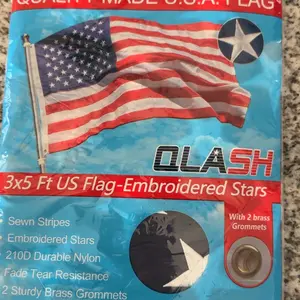 QUALITY MADE U.S.A. FLAG
QLASH
3x5 Ft US Flag-Embroidered Stars
With 2 brass
Grommets
Sewn Stripes
Embroidered Stars
210D Durable Nylon
Fade Tear Resistance
2 Sturdy Brass Grommets